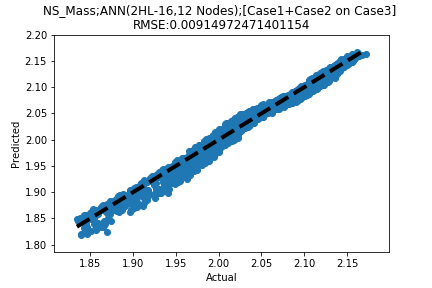 NS_Mass;ANN(2HL-16,12 Nodes);[Case1+Case2 on Case3]
RMSE:0.00914972471401154
2.20
2.15
2.10
2.05
2.00
1.95
1.90
1.85
1.80
Predicted
1.85 1.90 1.95 2.00 2.05 2.10 2.15
Actual